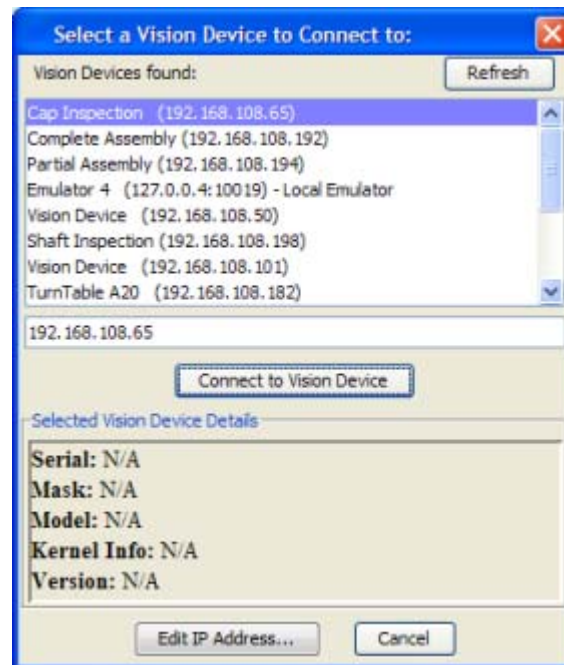 Select a Vision Device to Connect to:
Vision Devices found: Refresh
Cap Inspection (192.168.108.65)
Complete Assembly (192.168.108.192)
Partial Assembly (192.168.108.194)
Emulator 4 (127.0.0.4:10019) - Local Emulator
Vision Device (192.168.108.50)
Shaft Inspection (192.168.108.198)
Vision Device (192.168.108.101)
TurnTable A20 (192.168.108.182)
192.168.108.65
Connect to Vision Device
Selected Vision Device Details
Serial: N/A
Mask: N/A
Model: N/A
Kernel Info: N/A
Version: N/A
Edit IP Address... Cancel